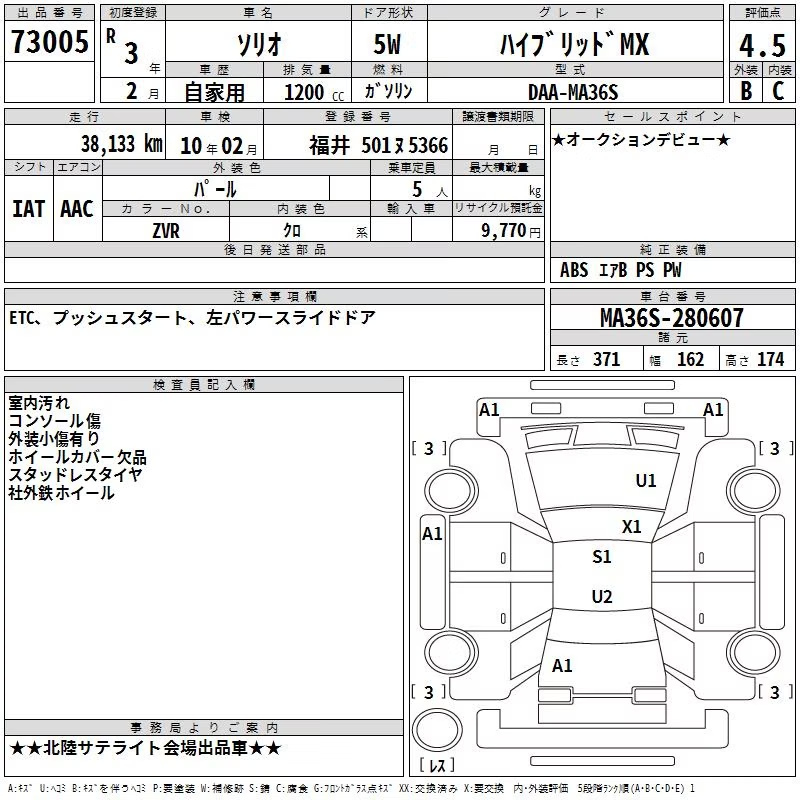 出品番号
73005
初度登録
R 3 年
2 月
車名
ソリオ
ドア形状
5W
グレード
ハイブリッドMX
評価点
4.5
車歴
自家用
排気量
1200 CC
燃料
ガソリン
型式
DAA-MA36S
外装 内装
B C
走行
38,133 km
車検
10年02月
登録番号
福井 501ヌ5366
譲渡書類期限
月 日
セールスポイント
★オークションデビュー★
シフト
IAT
エアコン
AAC
外装色
パール
乗車定員
5 人
最大積載量
kg
カラーNo.
ZVR
内装色
クロ 系
輸入車
リサイクル預託金
9,770円
後日発送部品
純正装備
ABS エアB PS PW
注意事項欄
ETC、プッシュスタート、左パワースライドドア
車台番号
MA36S-280607
諸元
長さ 371 幅 162 高さ 174
検査員記入欄
室内汚れ
コンソール傷
外装小傷有り
ホイールカバー欠品
スタッドレスタイヤ
社外鉄ホイール
事務局よりご案内
★★北陸サテライト会場出品車★★
A1 A1
[ 3 ] [ 3 ]
U1
X1
A1
S1
U2
A1
[ 3 ] [ 3 ]
[ レス ]
A:キズ U:ヘコミ B:キズを伴うヘコミ P:要塗装 W:補修跡 S:錆 C:腐食 G:フロントガラス点キズ XX:交換済み X:要交換 内・外装評価 5段階ランク順(A・B・C・D・E) 1